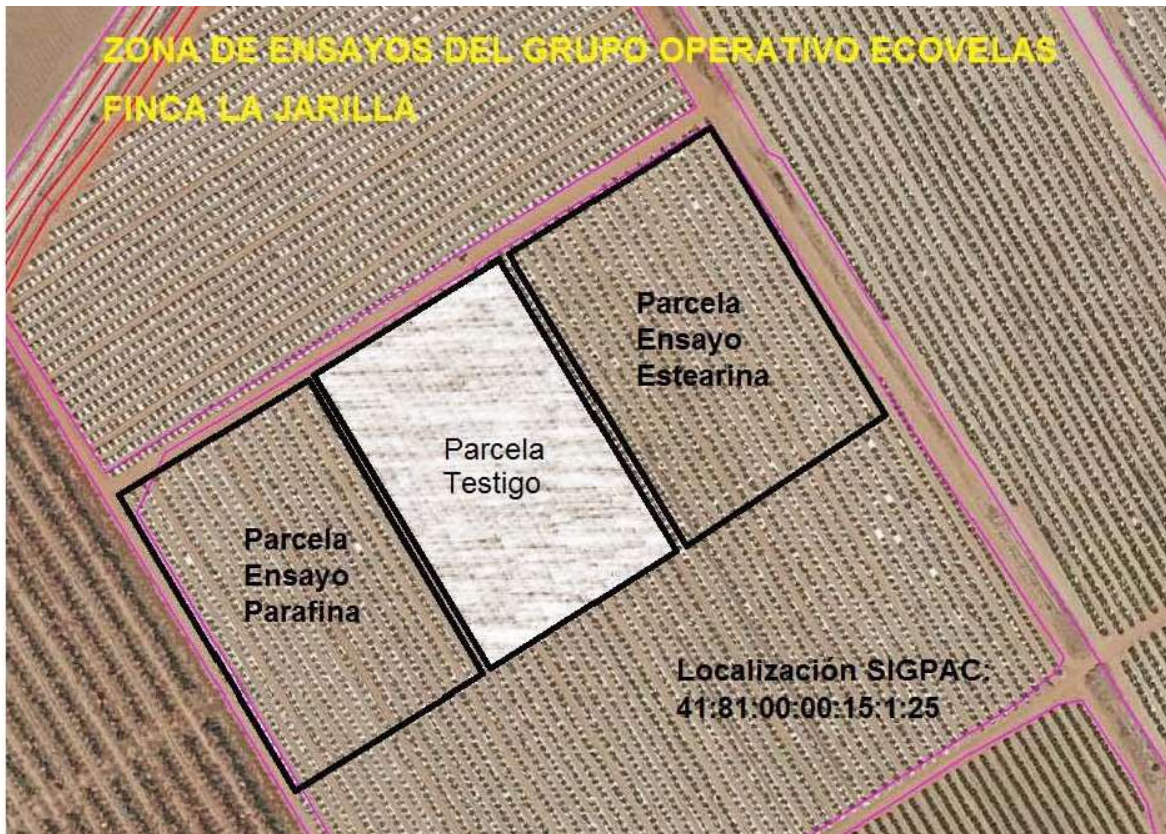 ZONA DE ENSAYOS DEL GRUPO OPERATIVO ECOVELAS
FINCA LA JARILLA
Parcela
Ensayo
Estearina
Parcela
Testigo
Parcela
Ensayo
Parafina
Localización SIGPAC:
41:81:00:00:15:1:25